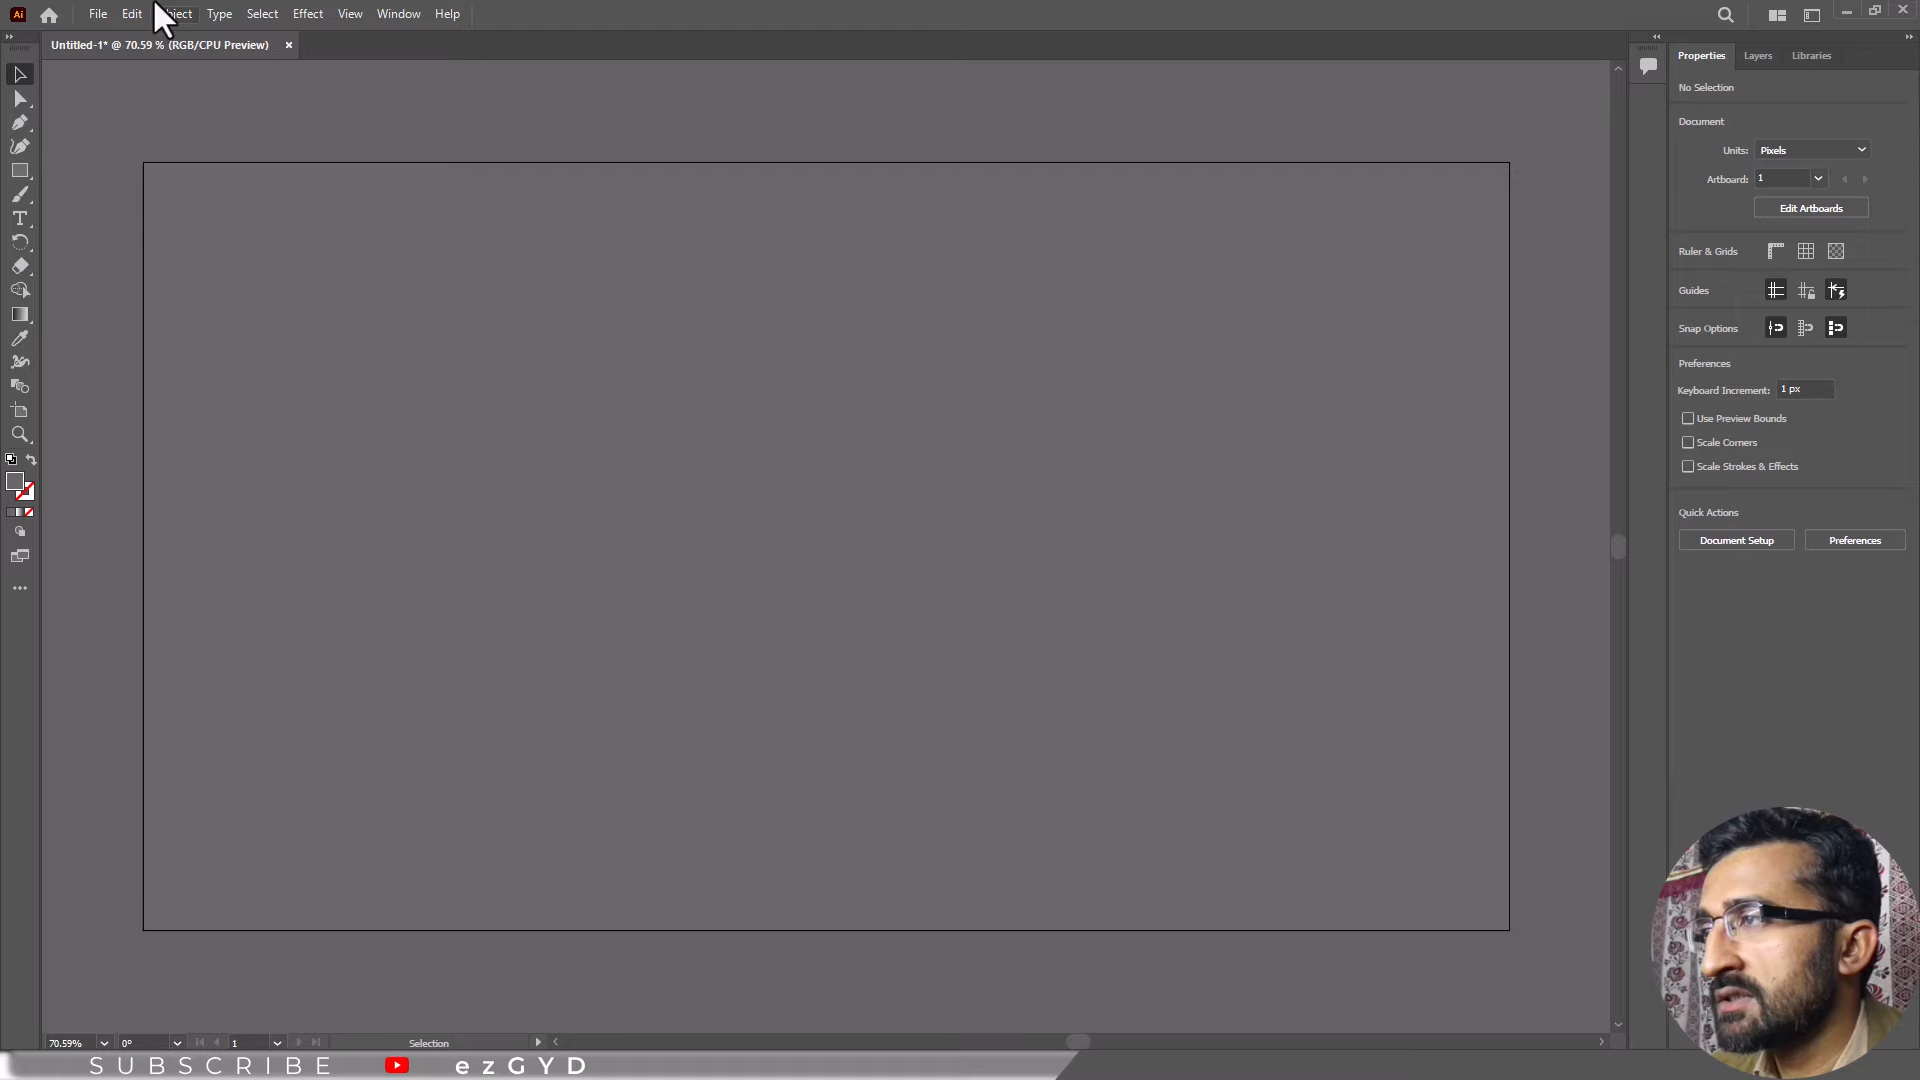 Ai File Edit Object Type Select Effect View Window Help
Untitled-1* @ 70.59 % (RGB/CPU Preview) ×
Properties Layers Libraries
No Selection
Document
Units: Pixels
Artboard: 1
Edit Artboards
Ruler & Grids
Guides
Snap Options
Preferences
Keyboard Increment: 1 px
Use Preview Bounds
Scale Corners
Scale Strokes & Effects
Quick Actions
Document Setup Preferences
70.59% 0° 1 Selection
SUBSCRIBE ezGYD